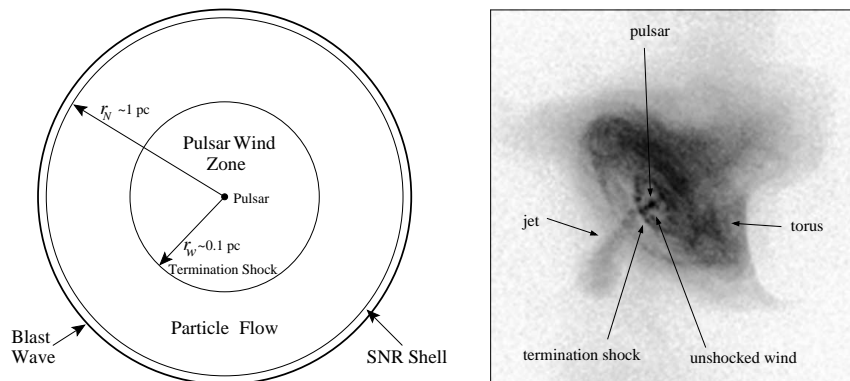 r_N ~1 pc
Pulsar Wind
Zone
Pulsar
r_w ~0.1 pc
Termination Shock
Particle Flow
Blast
Wave
SNR Shell
pulsar
jet
torus
termination shock
unshocked wind